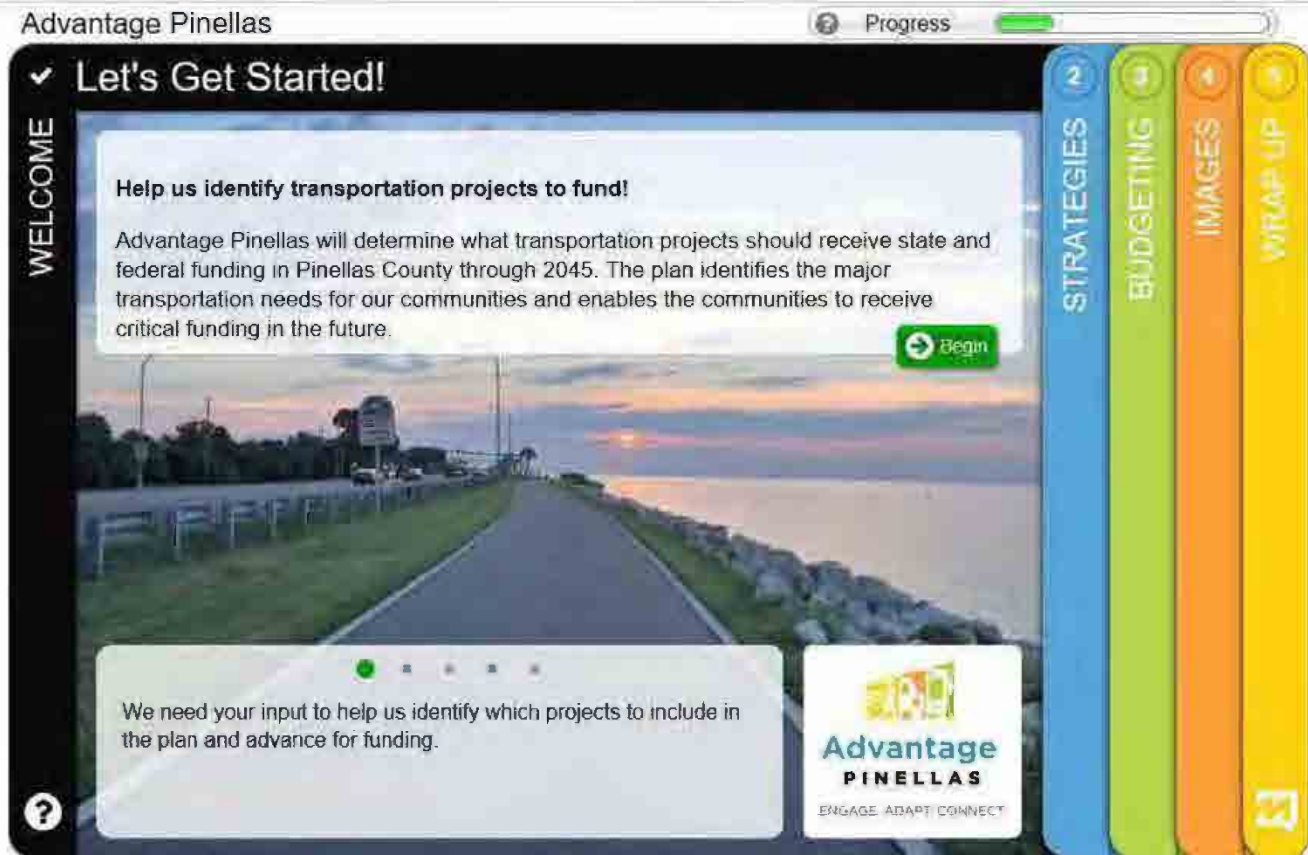 Advantage Pinellas
Progress
Let's Get Started!
WELCOME
Help us identify transportation projects to fund!
Advantage Pinellas will determine what transportation projects should receive state and
federal funding in Pinellas County through 2045. The plan identifies the major
transportation needs for our communities and enables the communities to receive
critical funding in the future.
Begin
We need your input to help us identify which projects to include in
the plan and advance for funding.
Advantage
PINELLAS
ENGAGE ADAPT CONNECT
2
STRATEGIES
3
BUDGETING
4
IMAGES
5
WRAP UP